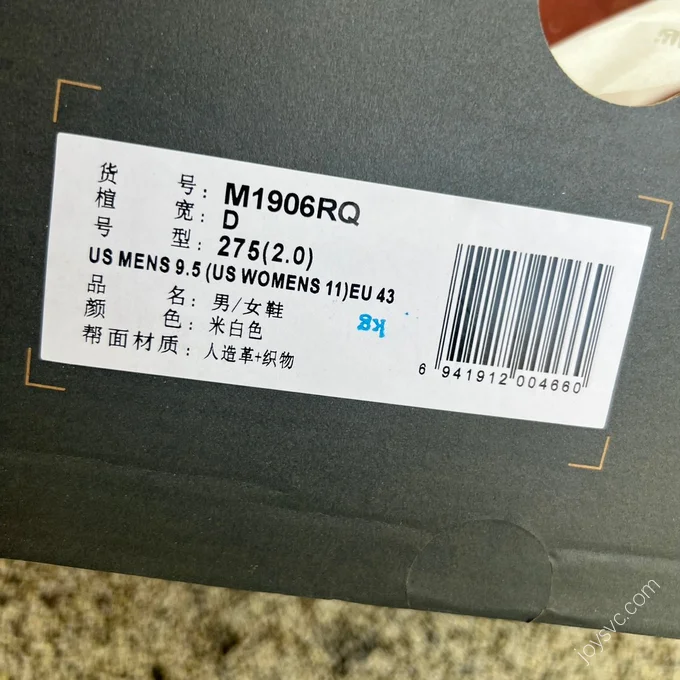 货 号: M1906RQ
楦 宽: D
号 型: 275(2.0)
US MENS 9.5 (US WOMENS 11)EU 43
品 名: 男/女鞋
颜 色: 米白色
帮面材质: 人造革+织物
kg
6 941912 004660
joysvc.com